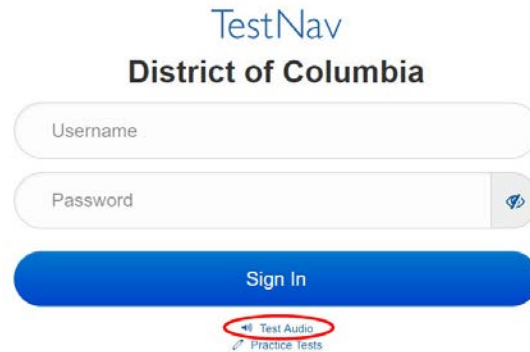 TestNav
District of Columbia
Username
Password
Sign In
Test Audio
Practice Tests